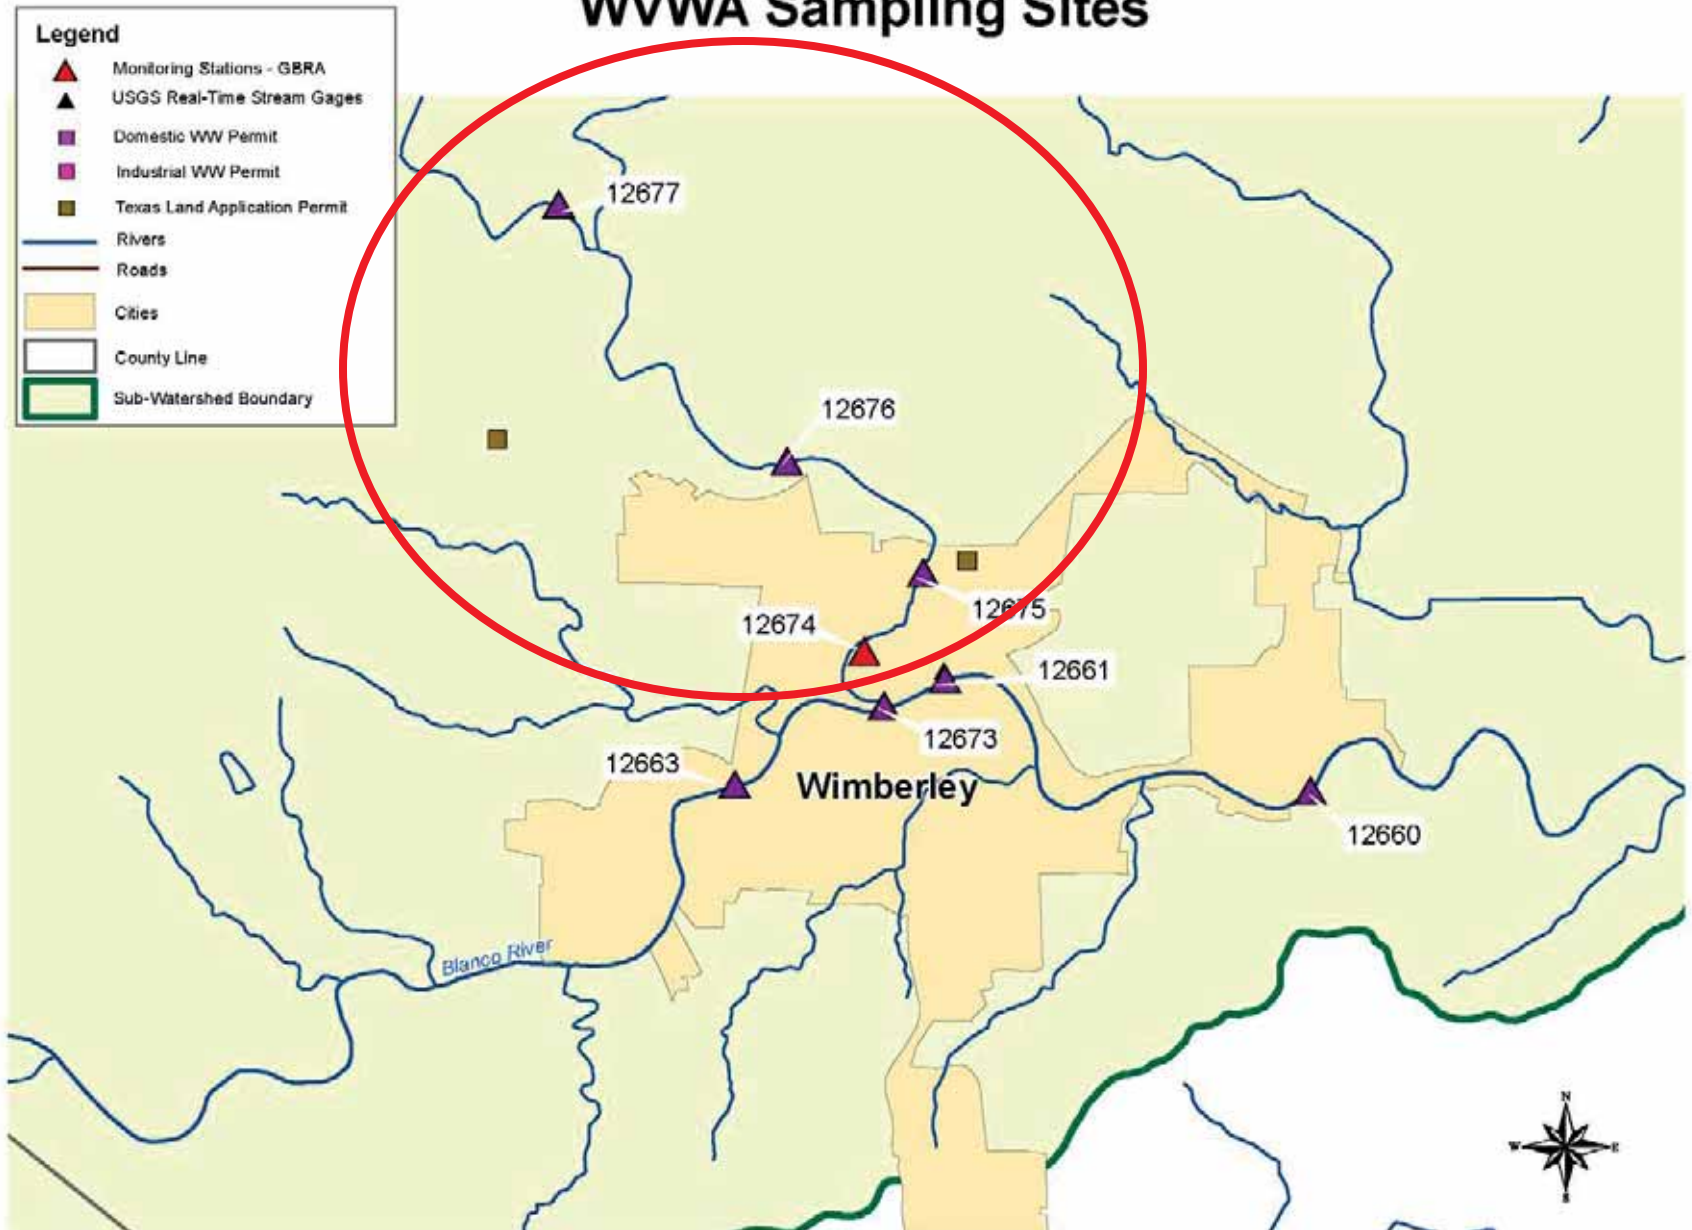 WVWA Sampling Sites
Legend
Monitoring Stations - GBRA
USGS Real-Time Stream Gages
Domestic WW Permit
Industrial WW Permit
Texas Land Application Permit
Rivers
Roads
Cities
County Line
Sub-Watershed Boundary
12677
12676
12675
12674
12661
12673
12663
Wimberley
12660
Blanco River
N
W
E
S